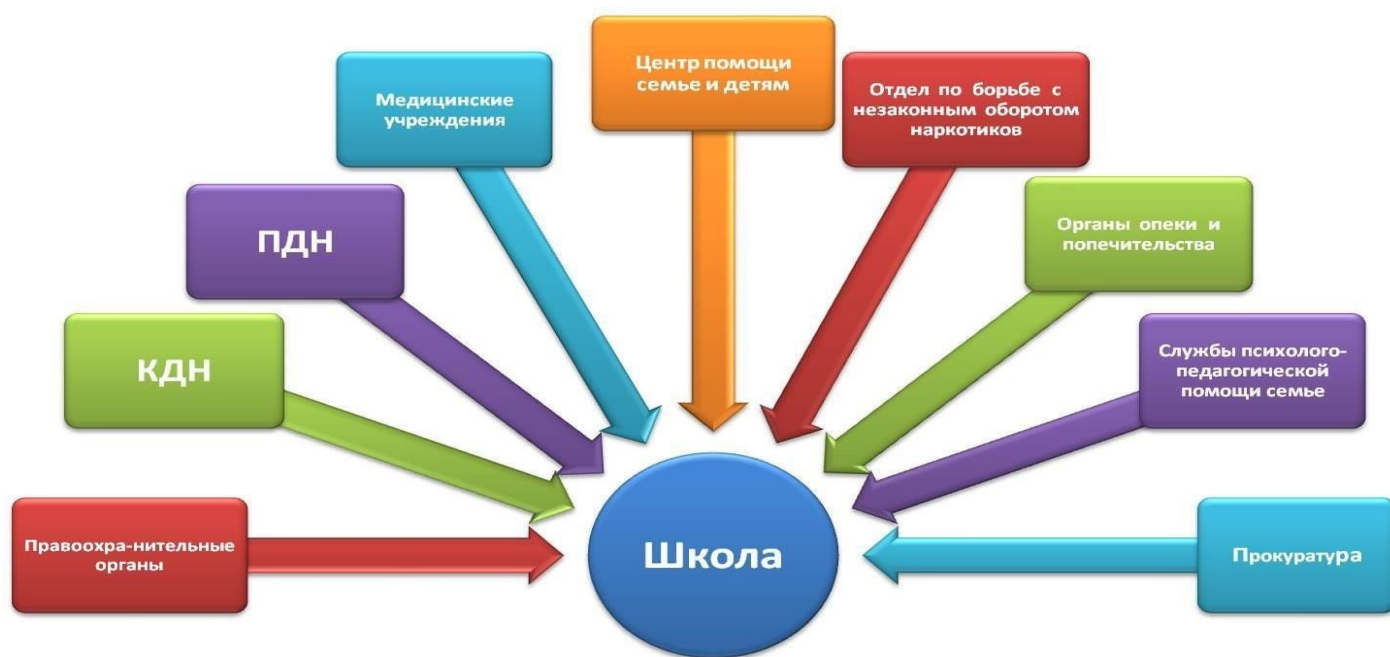 Центр помощи
семье и детям
Медицинские
учреждения
Отдел по борьбе с
незаконным оборотом
наркотиков
ПДН
Органы опеки и
попечительства
КДН
Службы психолого-
педагогической
помощи семье
Правоохра-нительные
органы
Школа
Прокуратура